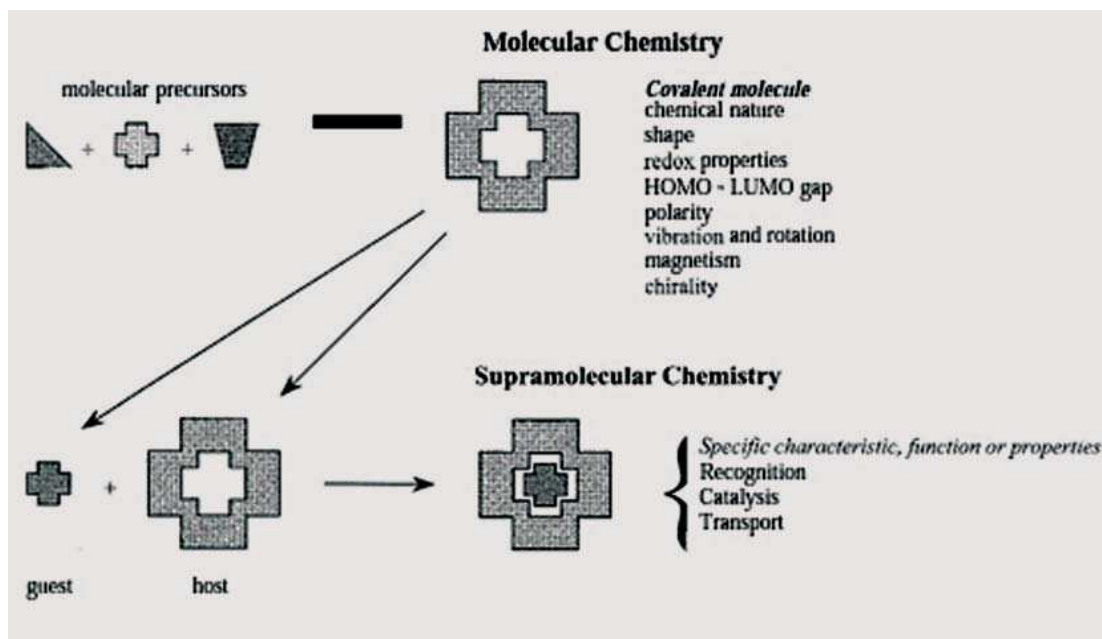 Molecular Chemistry
molecular precursors
+ +
Covalent molecule
chemical nature
shape
redox properties
HOMO - LUMO gap
polarity
vibration and rotation
magnetism
chirality
Supramolecular Chemistry
+
Specific characteristic, function or properties
Recognition
Catalysis
Transport
guest host